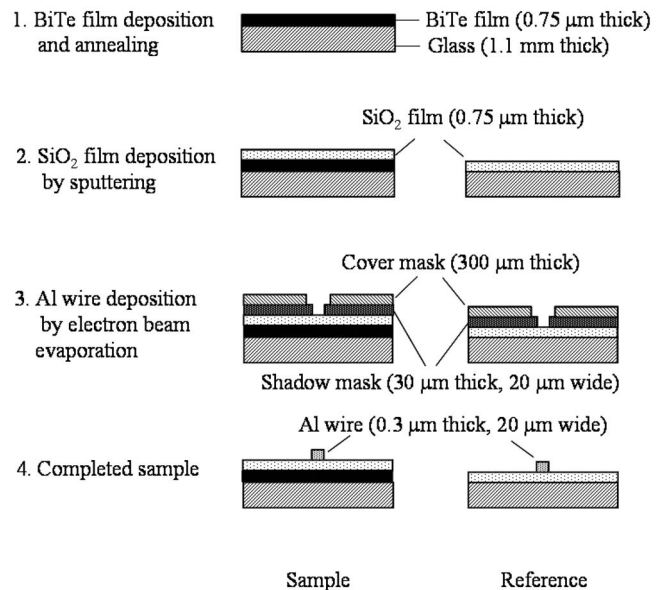 1. BiTe film deposition
and annealing
BiTe film (0.75 μm thick)
Glass (1.1 mm thick)
SiO₂ film (0.75 μm thick)
2. SiO₂ film deposition
by sputtering
Cover mask (300 μm thick)
3. Al wire deposition
by electron beam
evaporation
Shadow mask (30 μm thick, 20 μm wide)
Al wire (0.3 μm thick, 20 μm wide)
4. Completed sample
Sample
Reference